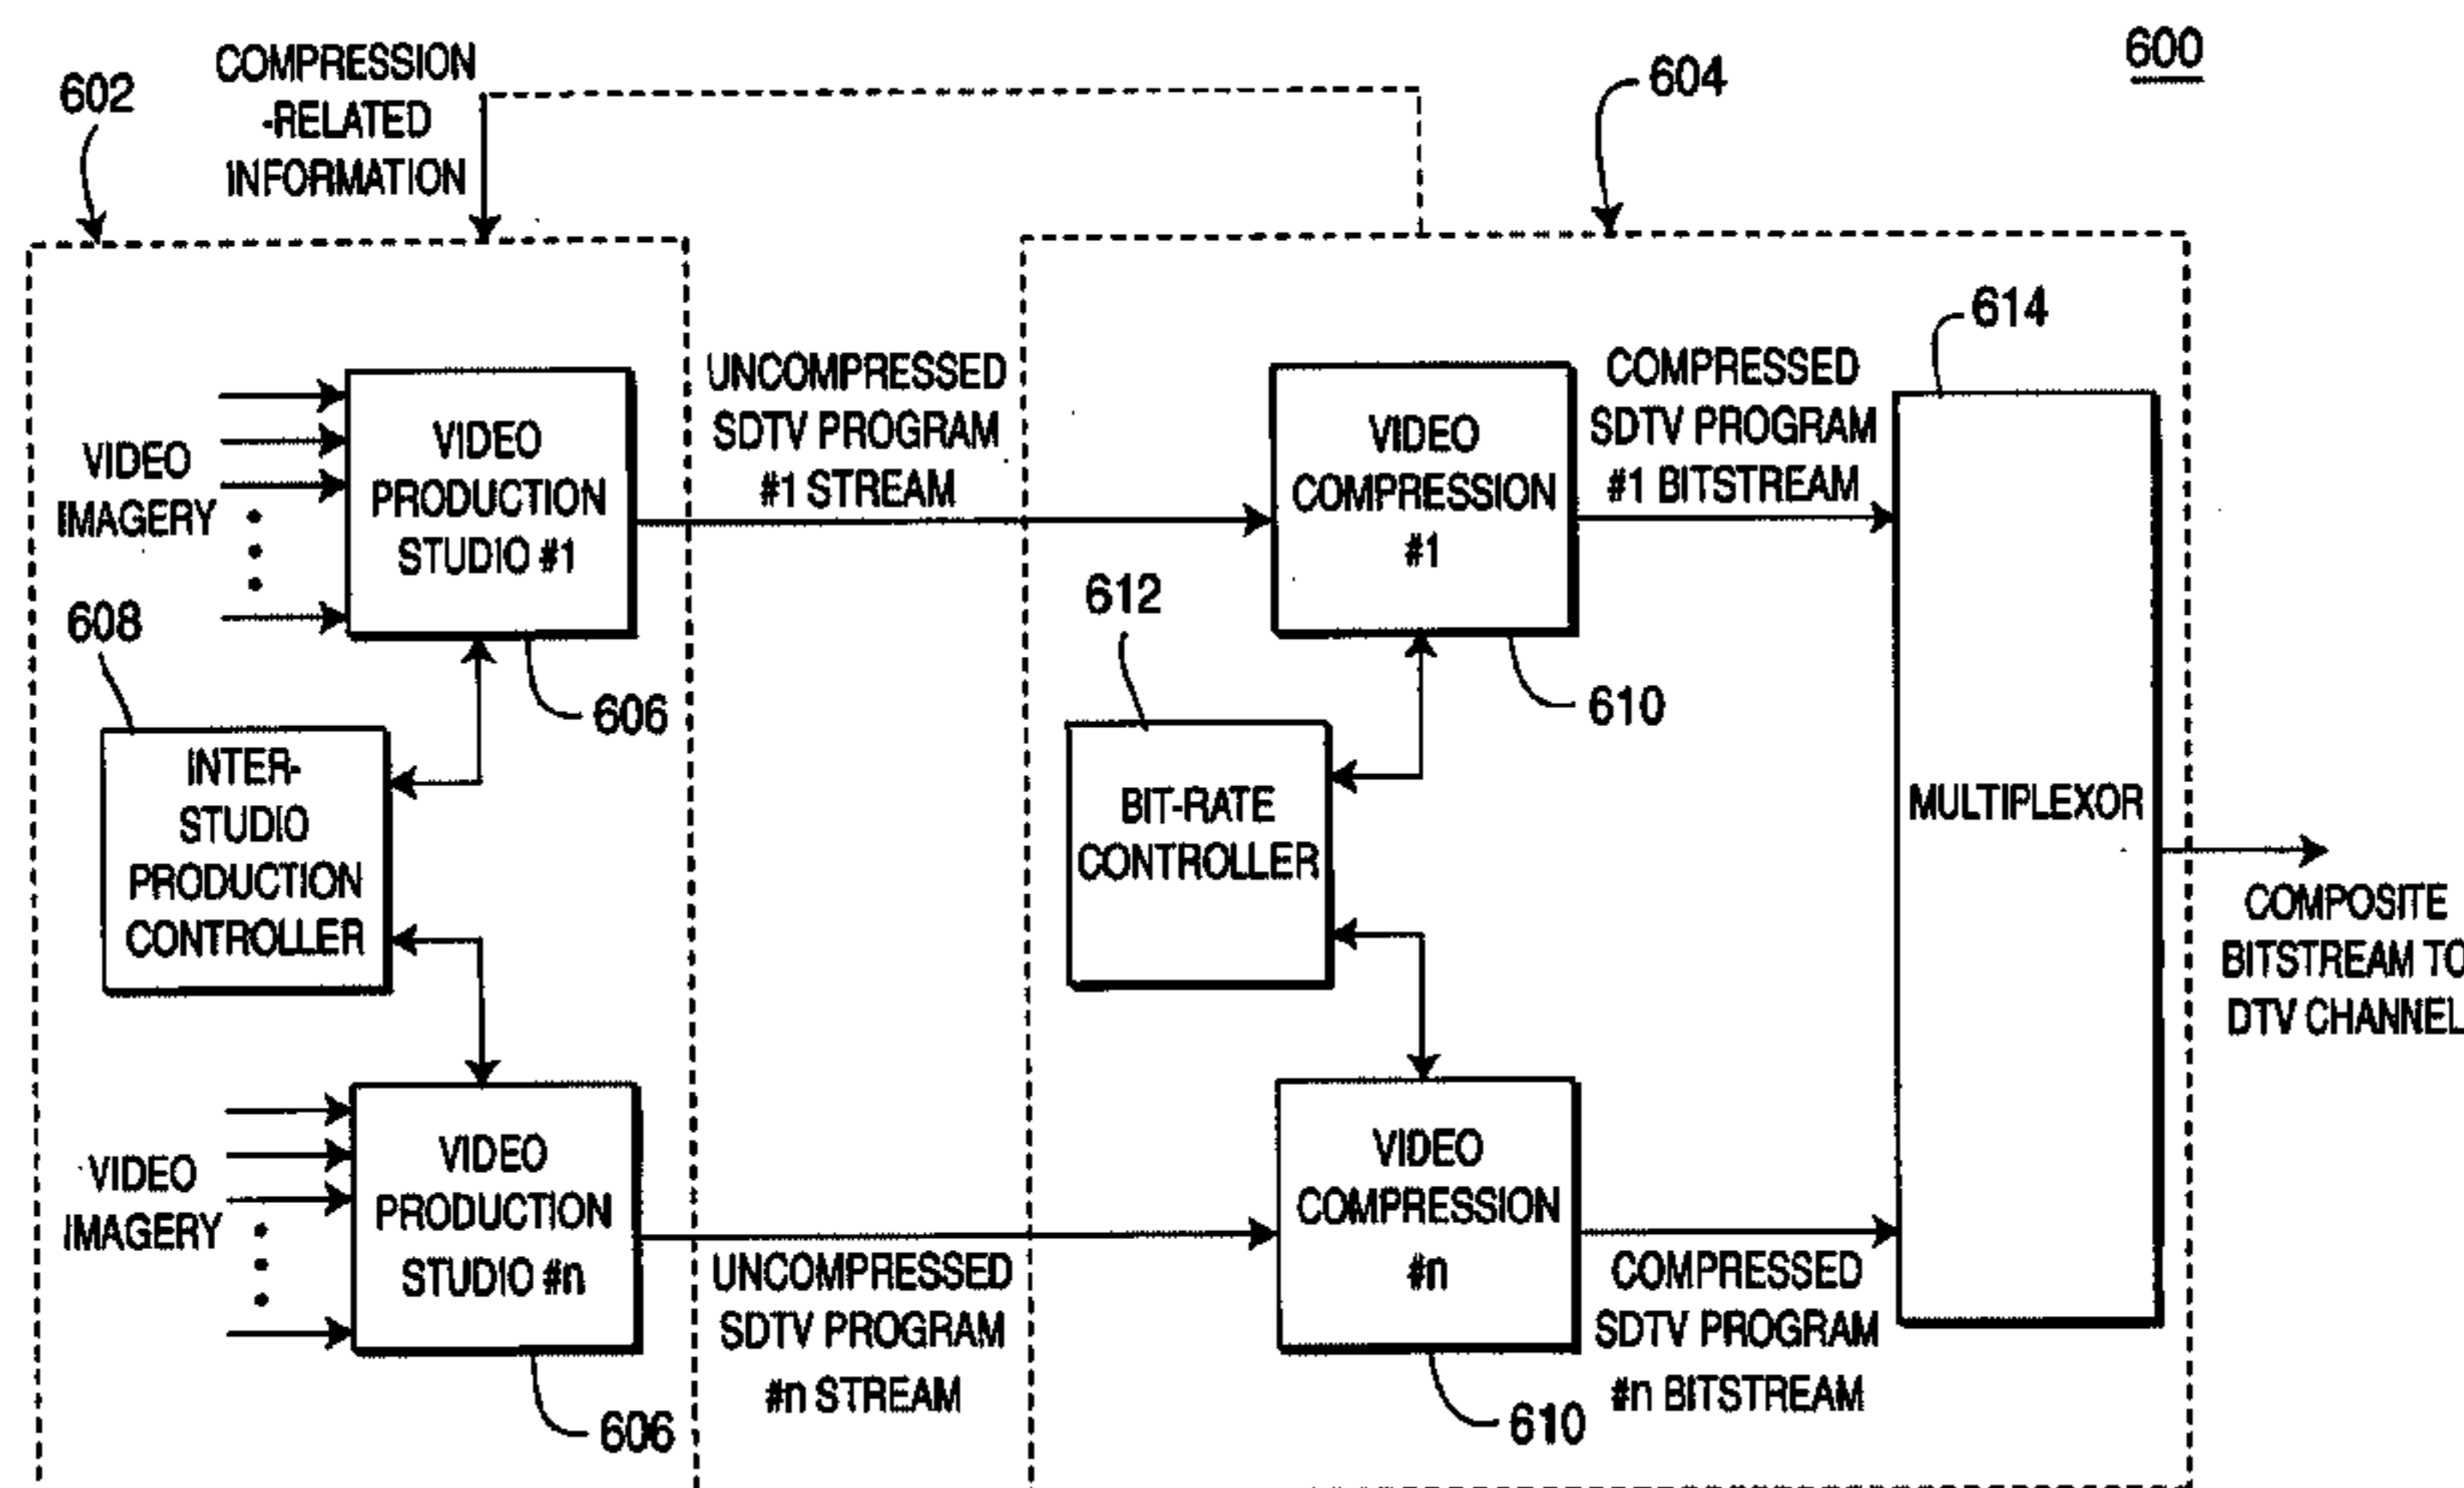 600
602
COMPRESSION
-RELATED
INFORMATION
604
614
VIDEO
IMAGERY
VIDEO
PRODUCTION
STUDIO #1
UNCOMPRESSED
SDTV PROGRAM
#1 STREAM
VIDEO
COMPRESSION
#1
COMPRESSED
SDTV PROGRAM
#1 BITSTREAM
608
606
612
610
INTER-
STUDIO
PRODUCTION
CONTROLLER
BIT-RATE
CONTROLLER
MULTIPLEXOR
COMPOSITE
BITSTREAM TO
DTV CHANNEL
VIDEO
IMAGERY
VIDEO
PRODUCTION
STUDIO #n
UNCOMPRESSED
SDTV PROGRAM
#n STREAM
VIDEO
COMPRESSION
#n
COMPRESSED
SDTV PROGRAM
#n BITSTREAM
606
610